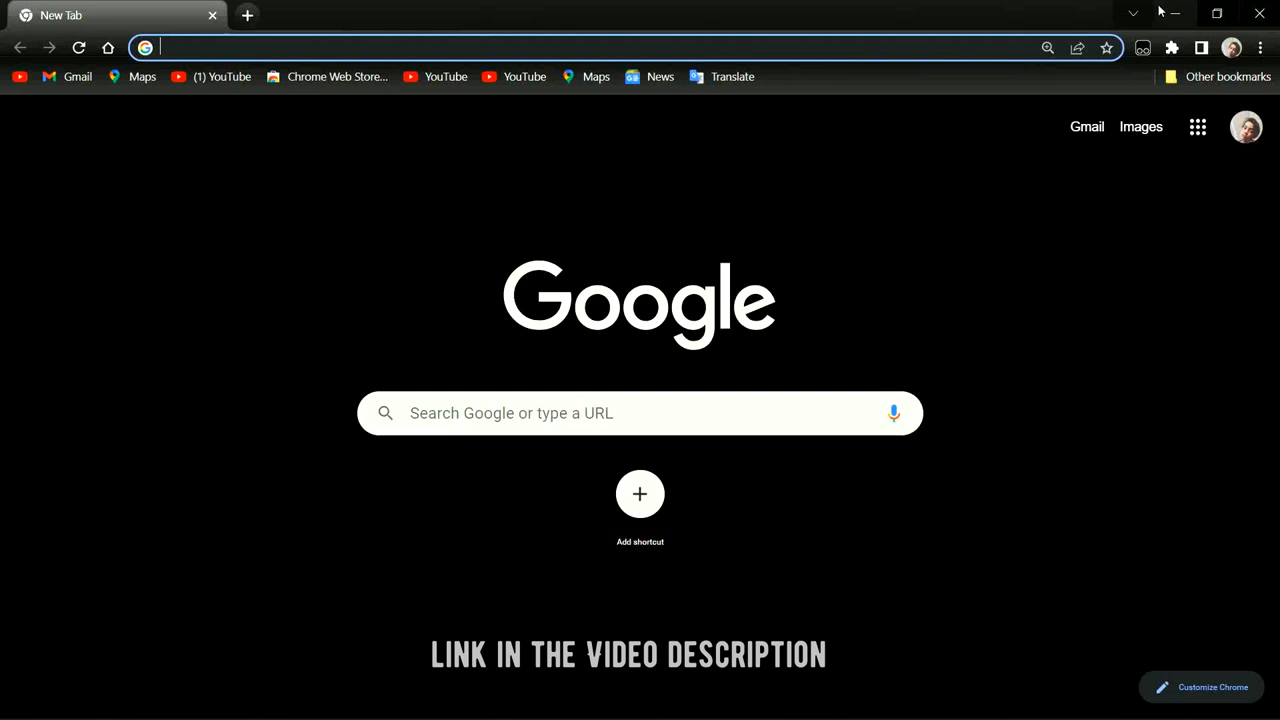 New Tab
Gmail
Maps
(1) YouTube
Chrome Web Store...
YouTube
YouTube
Maps
News
Translate
Other bookmarks
Gmail
Images
Google
Search Google or type a URL
Add shortcut
LINK IN THE VIDEO DESCRIPTION
Customize Chrome